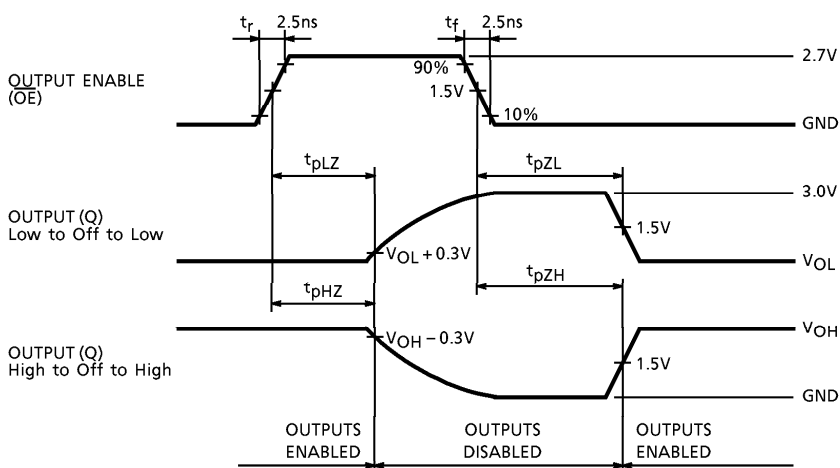 tr 2.5ns tf 2.5ns
2.7V
OUTPUT ENABLE
(O̅E̅)
90%
1.5V
10%
GND
tpLZ tpZL
3.0V
OUTPUT (Q)
Low to Off to Low
1.5V
VOL + 0.3V
VOL
tpHZ tpZH
VOH
VOH − 0.3V
OUTPUT (Q)
High to Off to High
1.5V
GND
OUTPUTS ENABLED
OUTPUTS DISABLED
OUTPUTS ENABLED